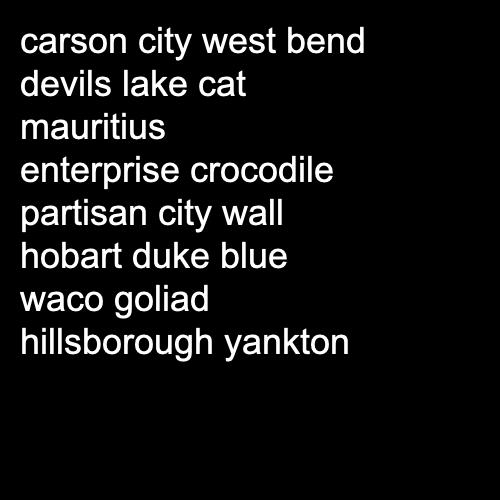 carson city west bend
devils lake cat
mauritius
enterprise crocodile
partisan city wall
hobart duke blue
waco goliad
hillsborough yankton